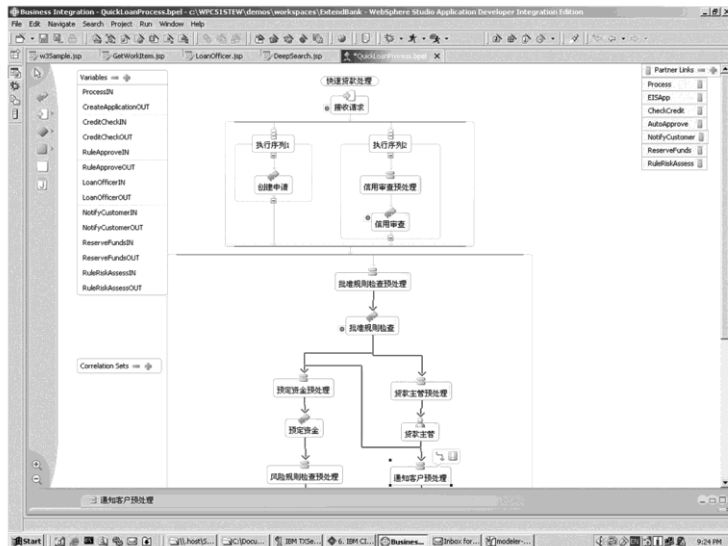 Business Integration - QuickLoanProcess.bpel - c:\WPC51STEW\demos\workspaces\ExtendBank - WebSphere Studio Application Developer Integration Edition
File Edit Navigate Search Project Run Window Help
w3Sample.jsp GetWorkItem.jsp LoanOfficer.jsp DeepSearch.jsp *QuickLoanProcess.bpel
Variables
ProcessIN
CreateApplicationOUT
CreditCheckIN
CreditCheckOUT
RuleApproveIN
RuleApproveOUT
LoanOfficerIN
LoanOfficerOUT
NotifyCustomerIN
NotifyCustomerOUT
ReserveFundsIN
ReserveFundsOUT
RuleRiskAssessIN
RuleRiskAssessOUT
Correlation Sets
快速贷款处理
接收请求
执行序列1
执行序列2
创建申请
信用审查预处理
信用审查
批准规则检查预处理
批准规则检查
预定资金预处理
贷款主管预处理
预定资金
贷款主管
风险规则检查预处理
通知客户预处理
Partner Links
Process
EISApp
CheckCredit
AutoApprove
NotifyCustomer
ReserveFunds
RuleRiskAssess
通知客户预处理
Start \\.host\S... C:\Docu... IBM TXSe... 6. IBM CI... Busines... Inbox for... modeler-... EN 9:24 PM